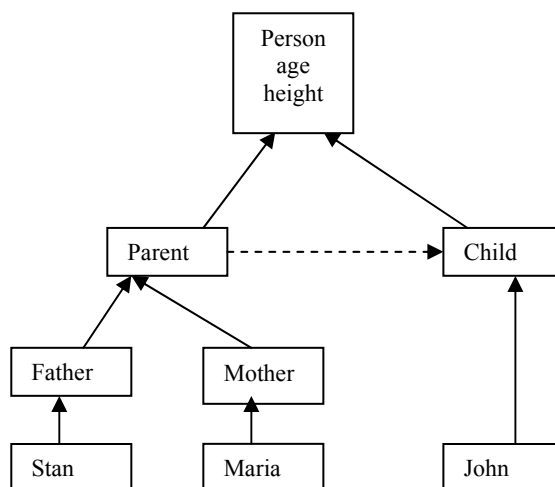 Person
age
height
Parent
Child
Father
Mother
Stan
Maria
John